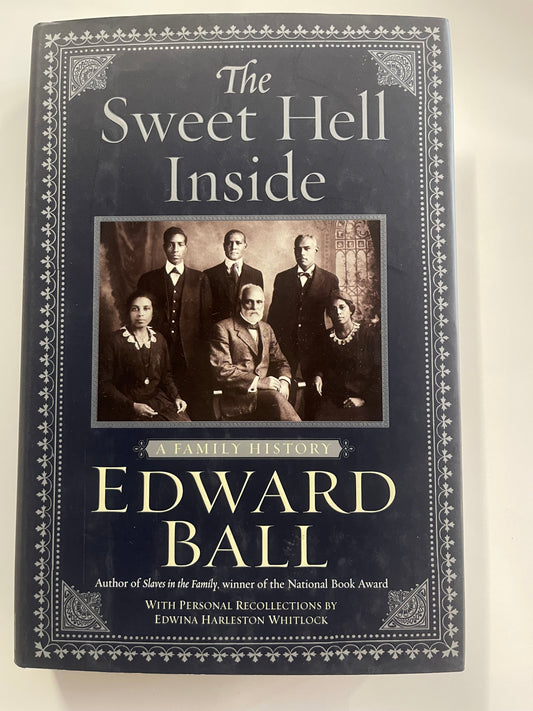 The
Sweet Hell
Inside
A FAMILY HISTORY
EDWARD
BALL
Author of Slaves in the Family, winner of the National Book Award
WITH PERSONAL RECOLLECTIONS BY
EDWINA HARLESTON WHITLOCK